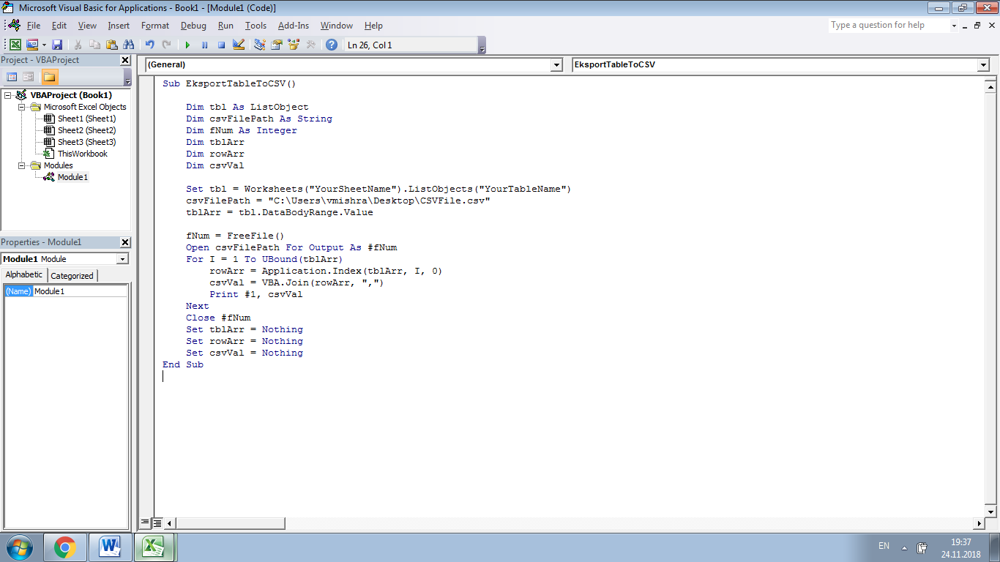 Microsoft Visual Basic for Applications - Book1 - [Module1 (Code)]
File Edit View Insert Format Debug Run Tools Add-Ins Window Help
Type a question for help
Ln 26, Col 1
Project - VBAProject
(General)
EksportTableToCSV
VBAProject (Book1)
Microsoft Excel Objects
Sheet1 (Sheet1)
Sheet2 (Sheet2)
Sheet3 (Sheet3)
ThisWorkbook
Modules
Module1
Properties - Module1
Module1 Module
Alphabetic Categorized
(Name) Module1
Sub EksportTableToCSV()
Dim tbl As ListObject
Dim csvFilePath As String
Dim fNum As Integer
Dim tblArr
Dim rowArr
Dim csvVal
Set tbl = Worksheets("YourSheetName").ListObjects("YourTableName")
csvFilePath = "C:\Users\vmishra\Desktop\CSVFile.csv"
tblArr = tbl.DataBodyRange.Value
fNum = FreeFile()
Open csvFilePath For Output As #fNum
For I = 1 To UBound(tblArr)
rowArr = Application.Index(tblArr, I, 0)
csvVal = VBA.Join(rowArr, ",")
Print #1, csvVal
Next
Close #fNum
Set tblArr = Nothing
Set rowArr = Nothing
Set csvVal = Nothing
End Sub
EN
19:37
24.11.2018